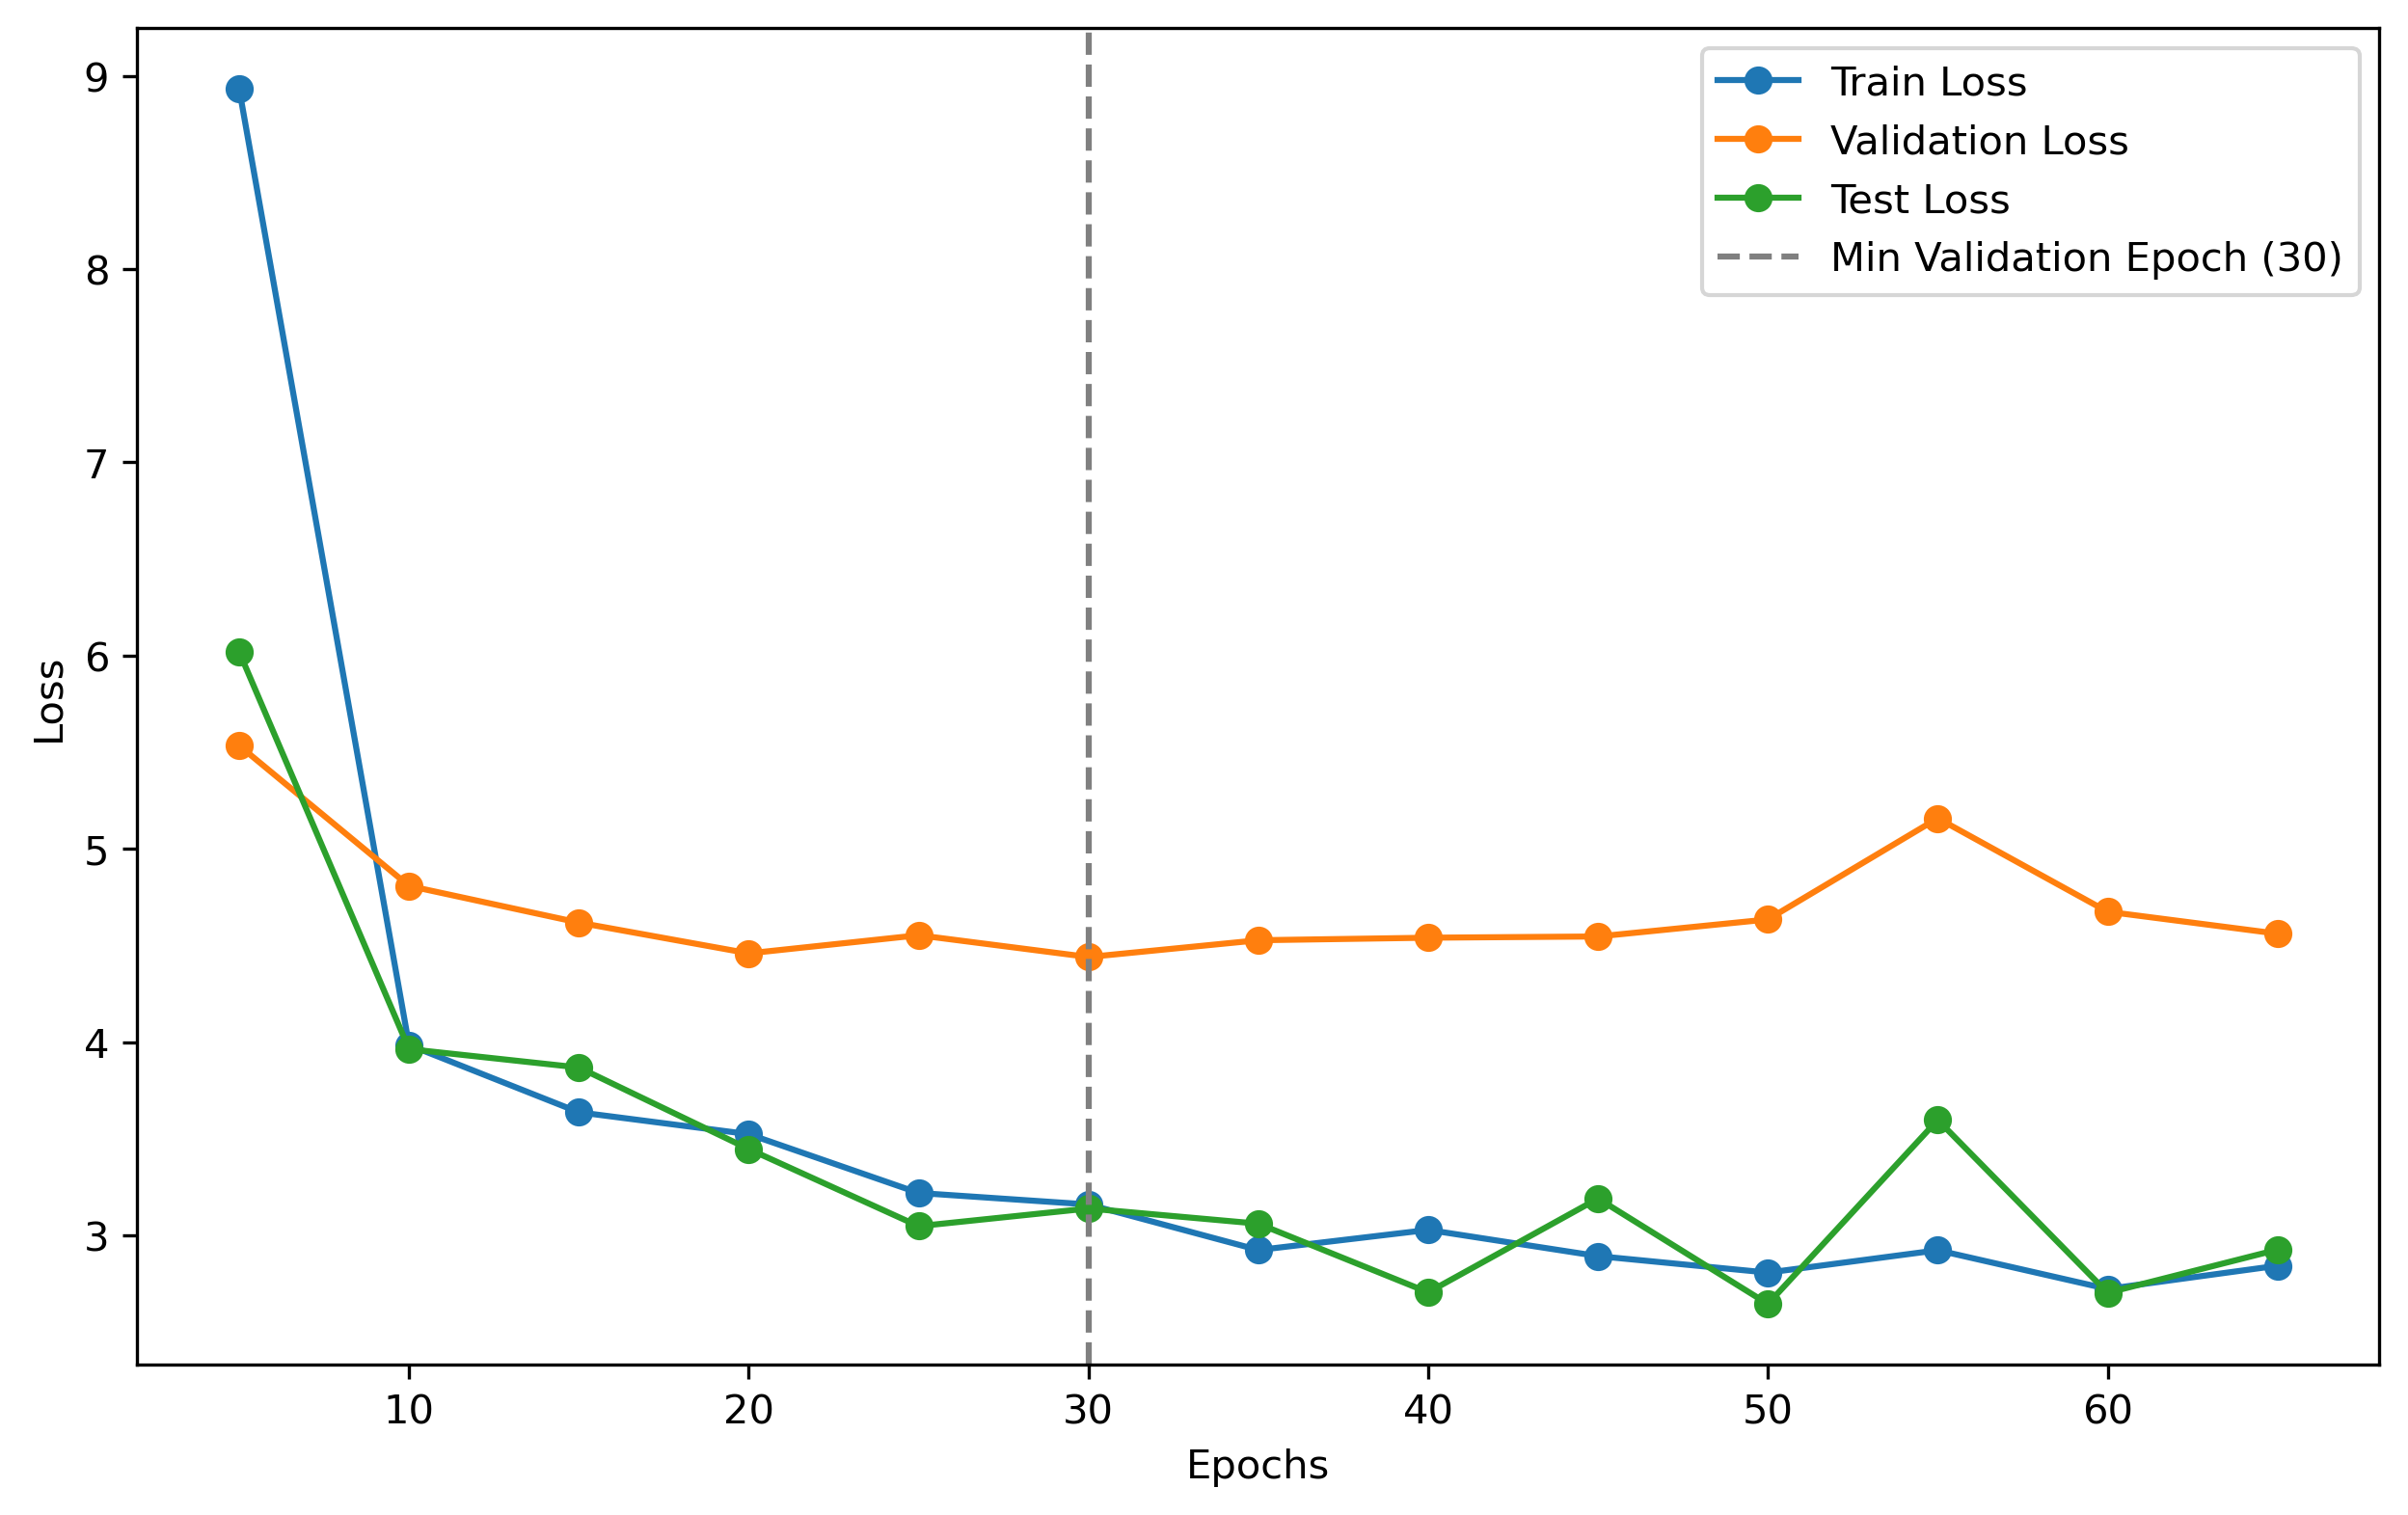 9
8
7
6
5
4
3
Loss
Train Loss
Validation Loss
Test Loss
Min Validation Epoch (30)
10 20 30 40 50 60
Epochs